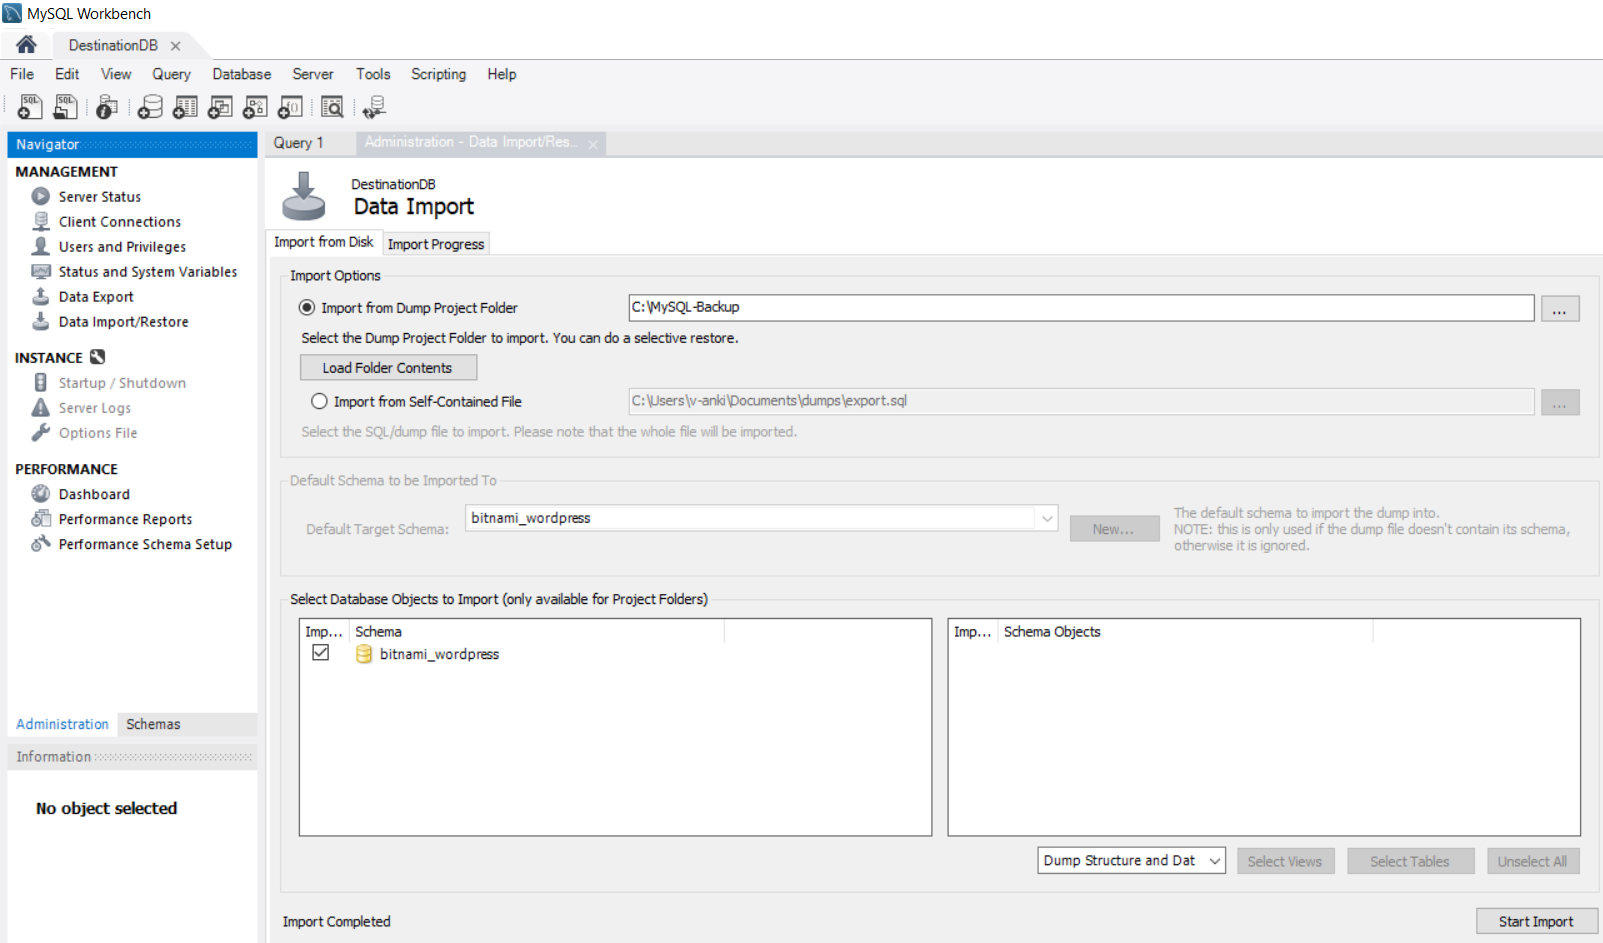 MySQL Workbench
DestinationDB
File Edit View Query Database Server Tools Scripting Help
SQL SQL
Navigator
MANAGEMENT
Server Status
Client Connections
Users and Privileges
Status and System Variables
Data Export
Data Import/Restore
INSTANCE
Startup / Shutdown
Server Logs
Options File
PERFORMANCE
Dashboard
Performance Reports
Performance Schema Setup
Administration Schemas
Information
No object selected
Query 1 Administration - Data Import/Res...
DestinationDB
Data Import
Import from Disk Import Progress
Import Options
Import from Dump Project Folder C:\MySQL-Backup ...
Select the Dump Project Folder to import. You can do a selective restore.
Load Folder Contents
Import from Self-Contained File C:\Users\v-anki\Documents\dumps\export.sql ...
Select the SQL/dump file to import. Please note that the whole file will be imported.
Default Schema to be Imported To
Default Target Schema: bitnami_wordpress New...
The default schema to import the dump into.
NOTE: this is only used if the dump file doesn't contain its schema,
otherwise it is ignored.
Select Database Objects to Import (only available for Project Folders)
Imp... Schema
bitnami_wordpress
Imp... Schema Objects
Dump Structure and Dat Select Views Select Tables Unselect All
Import Completed Start Import